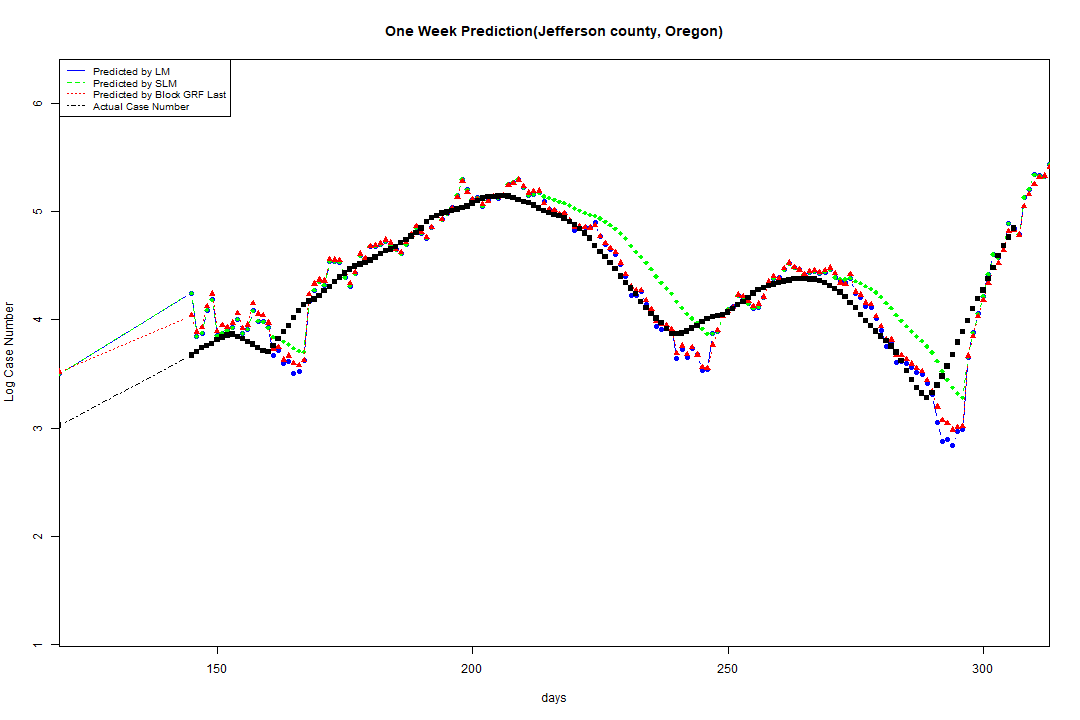 One Week Prediction(Jefferson county, Oregon)
Predicted by LM
Predicted by SLM
Predicted by Block GRF Last
Actual Case Number
6
5
4
3
2
1
Log Case Number
150 200 250 300
days